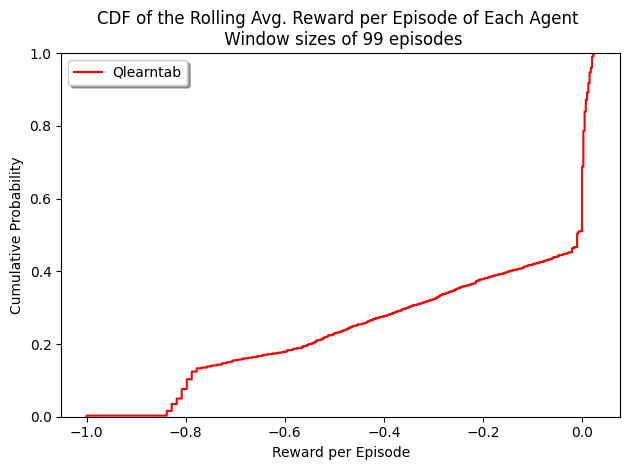 CDF of the Rolling Avg. Reward per Episode of Each Agent
Window sizes of 99 episodes
Qlearntab
1.0
0.8
0.6
0.4
0.2
0.0
Cumulative Probability
−1.0 −0.8 −0.6 −0.4 −0.2 0.0
Reward per Episode